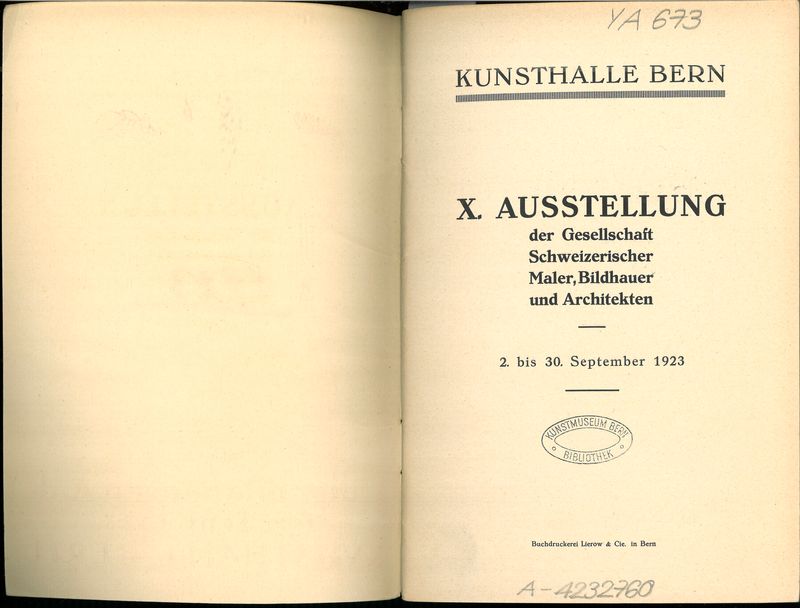 YA 673
KUNSTHALLE BERN
X. AUSSTELLUNG
der Gesellschaft
Schweizerischer
Maler, Bildhauer
und Architekten
2. bis 30. September 1923
KUNSTMUSEUM BERN
BIBLIOTHEK
Buchdruckerei Lierow & Cie. in Bern
A-4232760